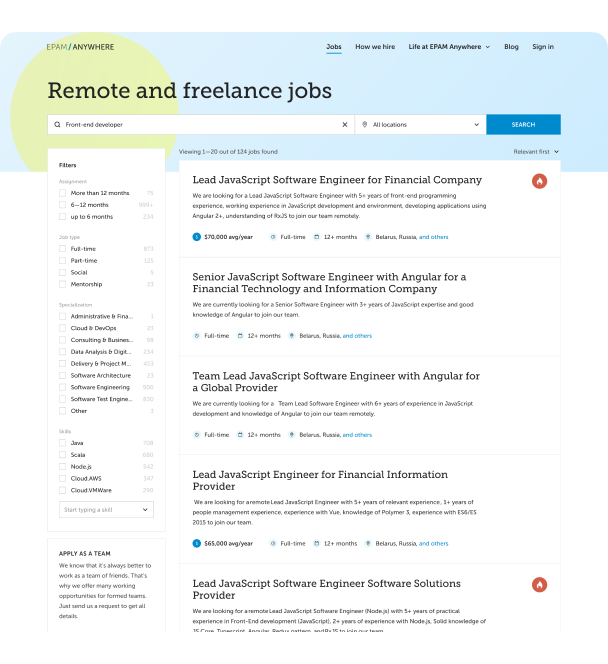 EPAM/ANYWHERE
Jobs How we hire Life at EPAM Anywhere Blog Sign in
Remote and freelance jobs
Front-end developer All locations SEARCH
Filters
Assignment
More than 12 months 75
6—12 months 999+
up to 6 months 234
Job type
Full-time 873
Part-time 125
Social 5
Mentorship 23
Specialization
Administrative & Fina... 1
Cloud & DevOps 23
Consulting & Busines... 98
Data Analysis & Digit... 234
Delivery & Project M... 453
Software Architecture 23
Software Engineering 900
Software Test Engine... 830
Other 3
Skills
Java 708
Scala 680
Node.js 542
Cloud.AWS 347
Cloud.VMWare 290
Start typing a skill
APPLY AS A TEAM
We know that it's always better to
work as a team of friends. That's
why we offer many working
opportunities for formed teams.
Just send us a request to get all
details.
Viewing 1—20 out of 134 jobs found Relevant first
Lead JavaScript Software Engineer for Financial Company
We are looking for a Lead JavaScript Software Engineer with 5+ years of front-end programming
experience, working experience in JavaScript development and environment, developing applications using
Angular 2+, understanding of RxJS to join our team remotely.
$70,000 avg/year Full-time 12+ months Belarus, Russia, and others
Senior JavaScript Software Engineer with Angular for a
Financial Technology and Information Company
We are currently looking for a Senior Software Engineer with 3+ years of JavaScript expertise and good
knowledge of Angular to join our team.
Full-time 12+ months Belarus, Russia, and others
Team Lead JavaScript Software Engineer with Angular for
a Global Provider
We are currently looking for a Team Lead Software Engineer with 6+ years of experience in JavaScript
development and knowledge of Angular to join our team remotely.
Full-time 12+ months Belarus, Russia, and others
Lead JavaScript Engineer for Financial Information
Provider
We are looking for a remote Lead JavaScript Engineer with 5+ years of relevant experience, 1+ years of
people management experience, experience with Vue, knowledge of Polymer 3, experience with ES6/ES
2015 to join our team.
$65,000 avg/year Full-time 12+ months Belarus, Russia, and others
Lead JavaScript Software Engineer Software Solutions
Provider
We are looking for a remote Lead JavaScript Engineer (Node.js) with 5+ years of practical
experience in Front-End development (JavaScript), 2+ years of experience with Node.js, Solid knowledge of
JS Core, Typescript, Angular, Redux pattern, and RxJS to join our team.